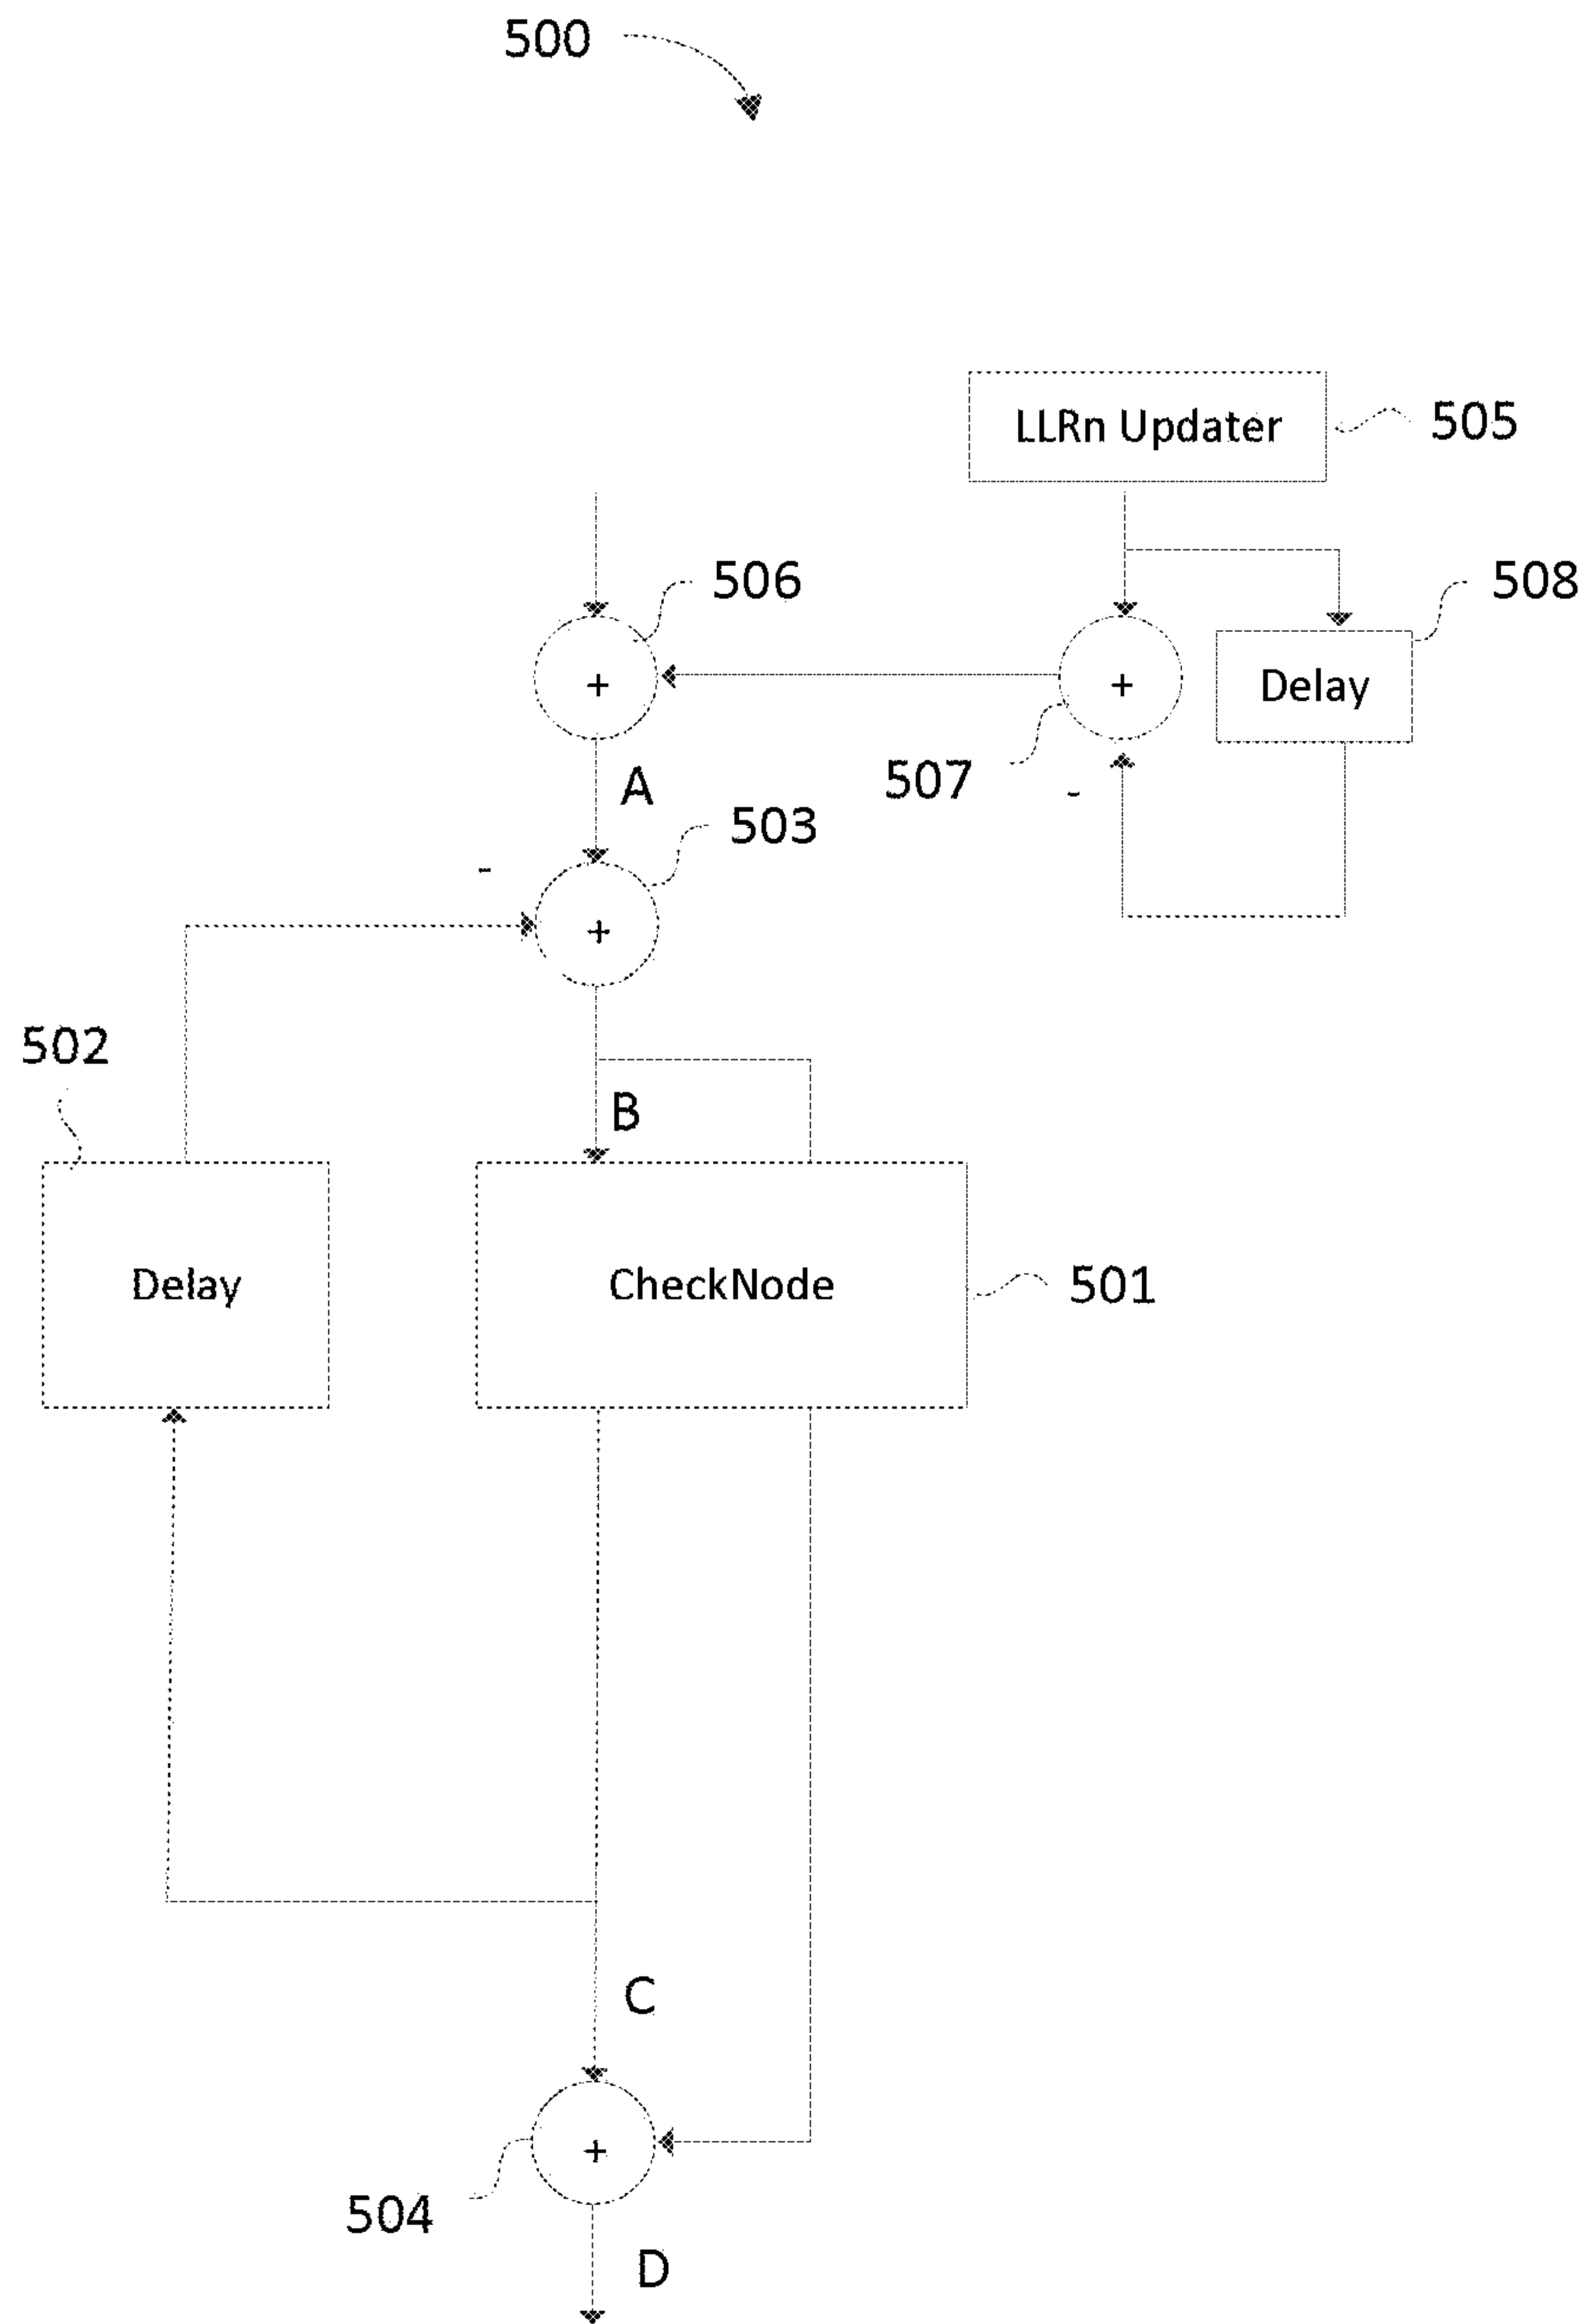 500
LLRn Updater
505
506
508
+
+
Delay
507
-
A
503
-
+
502
B
Delay
CheckNode
501
C
+
504
D